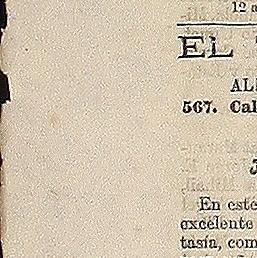 12 a
EL
AL
567. Cal
En este
excelente
tasía, com